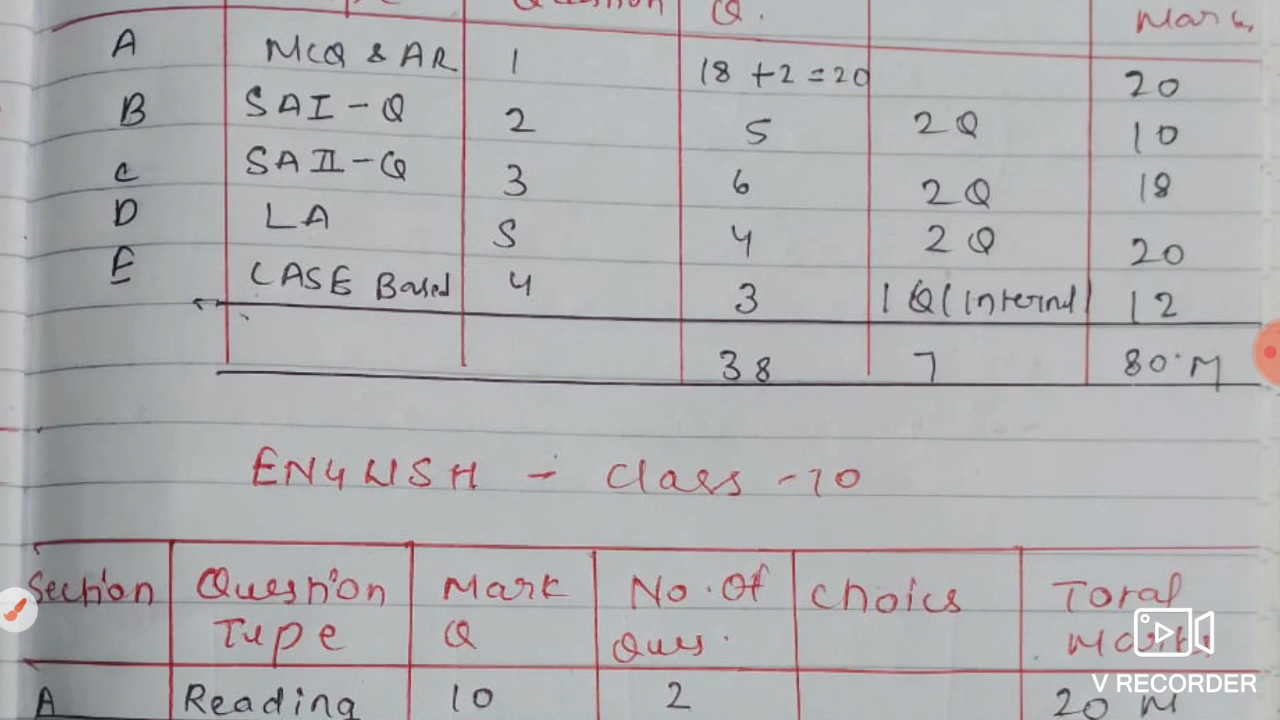 Question Q.
Mark
A MCQ & AR 1 18 + 2 = 20 20
B SAI - Q 2 5 2Q 10
C SAII - Q 3 6 2Q 18
D LA 5 4 2Q 20
E CASE Based 4 3 1Q (Internal) 12
38 7 80.M
ENGLISH - Class - 10
Section Question Mark No. Of Choics Total
Type Q Ques. Marks
A Reading 10 2 20 M
V RECORDER